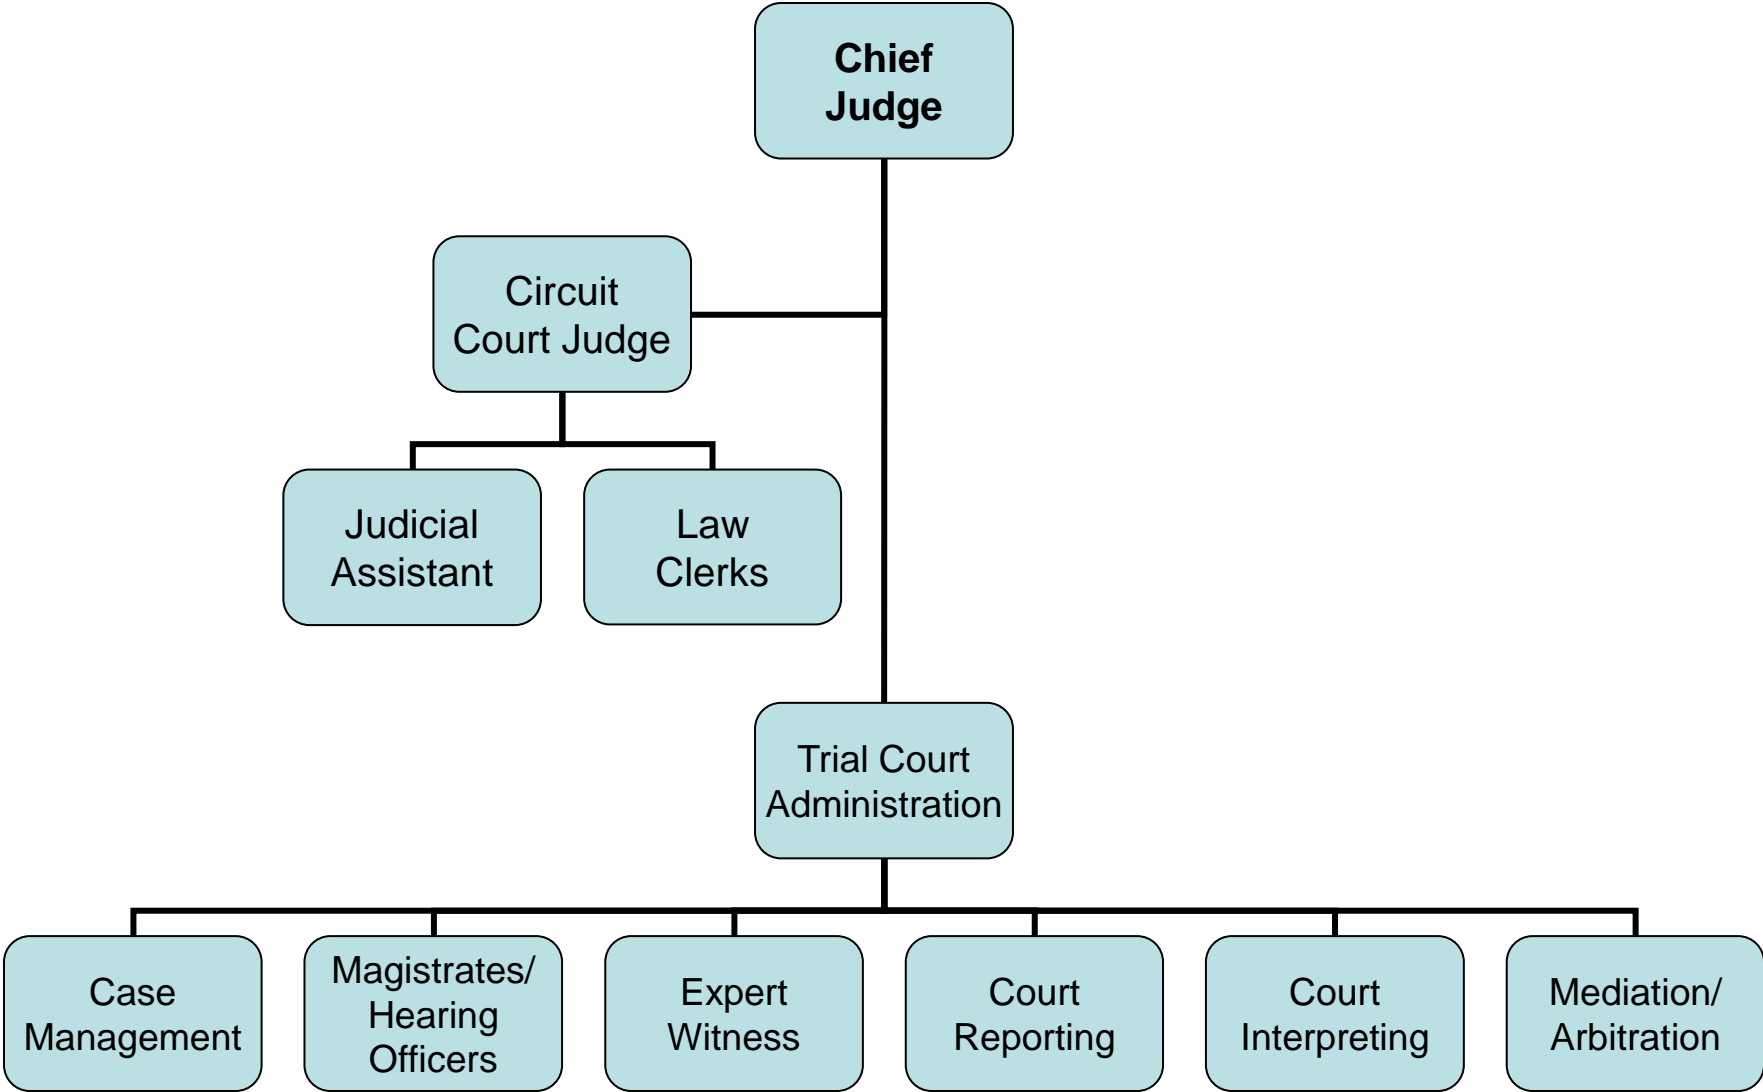 Chief
Judge
Circuit
Court Judge
Judicial
Assistant
Law
Clerks
Trial Court
Administration
Case
Management
Magistrates/
Hearing
Officers
Expert
Witness
Court
Reporting
Court
Interpreting
Mediation/
Arbitration